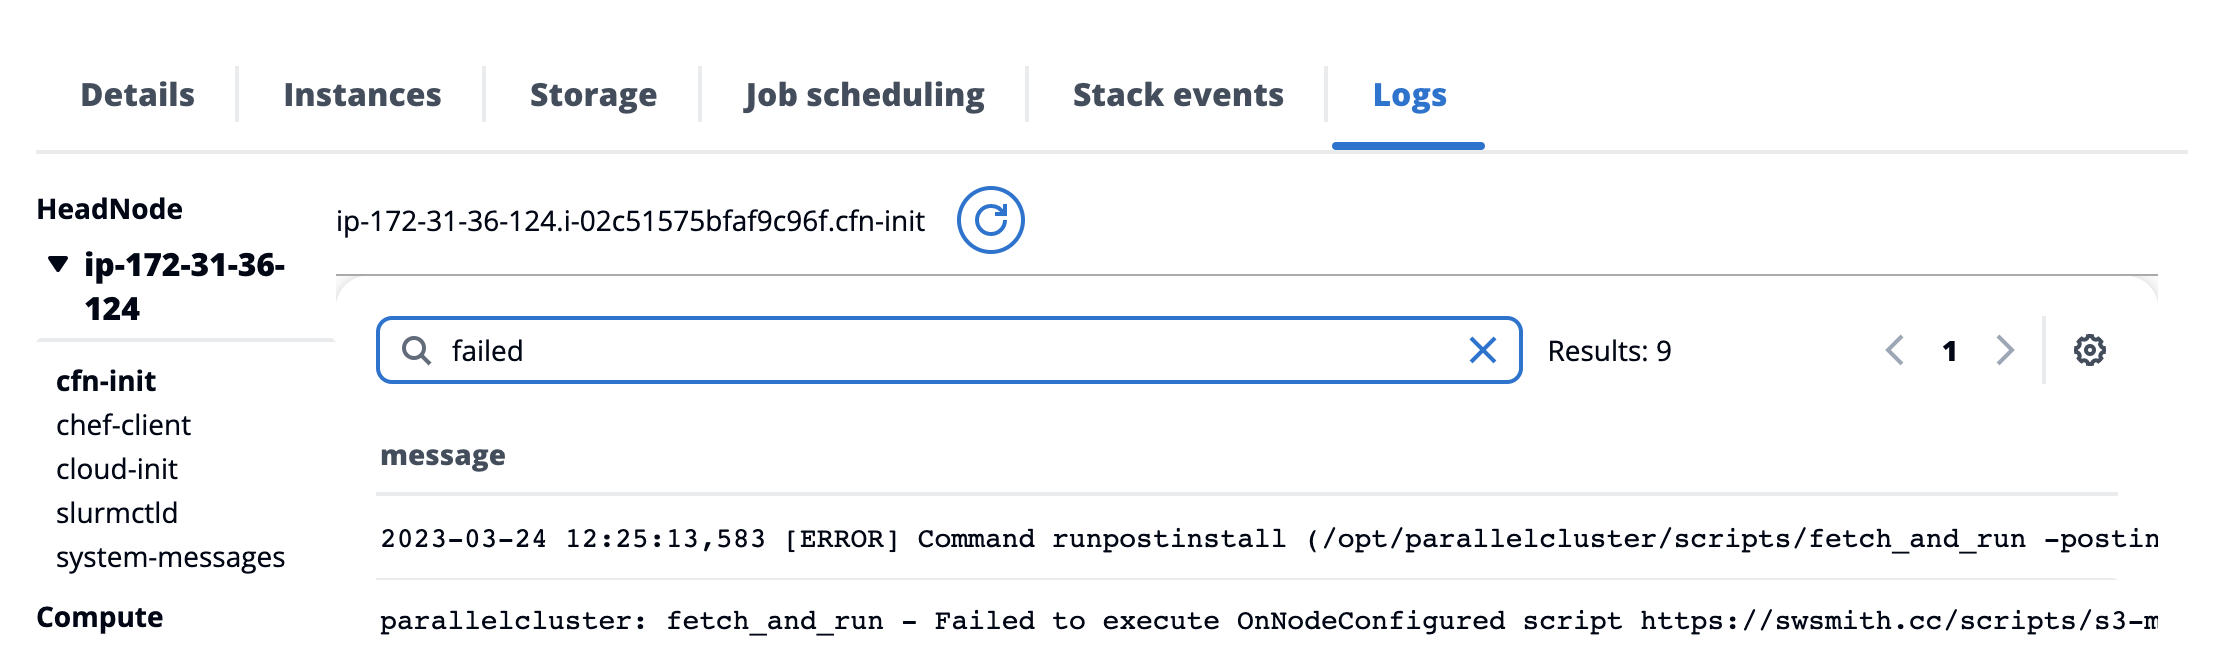 Details Instances Storage Job scheduling Stack events Logs
HeadNode
ip-172-31-36-
124
cfn-init
chef-client
cloud-init
slurmctld
system-messages
Compute
ip-172-31-36-124.i-02c51575bfaf9c96f.cfn-init
failed Results: 9 1
message
2023-03-24 12:25:13,583 [ERROR] Command runpostinstall (/opt/parallelcluster/scripts/fetch_and_run -postin
parallelcluster: fetch_and_run - Failed to execute OnNodeConfigured script https://swsmith.cc/scripts/s3-m